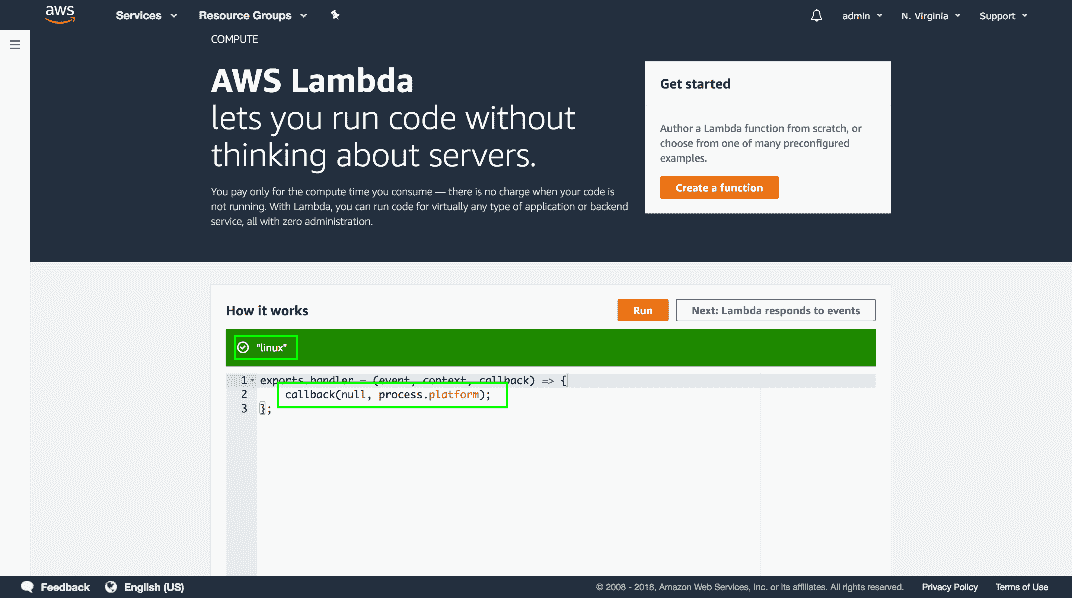 aws
Services
Resource Groups
admin
N. Virginia
Support
COMPUTE
AWS Lambda
lets you run code without
thinking about servers.
You pay only for the compute time you consume — there is no charge when your code is
not running. With Lambda, you can run code for virtually any type of application or backend
service, all with zero administration.
Get started
Author a Lambda function from scratch, or
choose from one of many preconfigured
examples.
Create a function
How it works
Run
Next: Lambda responds to events
"linux"
1 exports.handler = (event, context, callback) => {
2 callback(null, process.platform);
3 };
Feedback
English (US)
© 2008 - 2018, Amazon Web Services, Inc. or its affiliates. All rights reserved.
Privacy Policy
Terms of Use